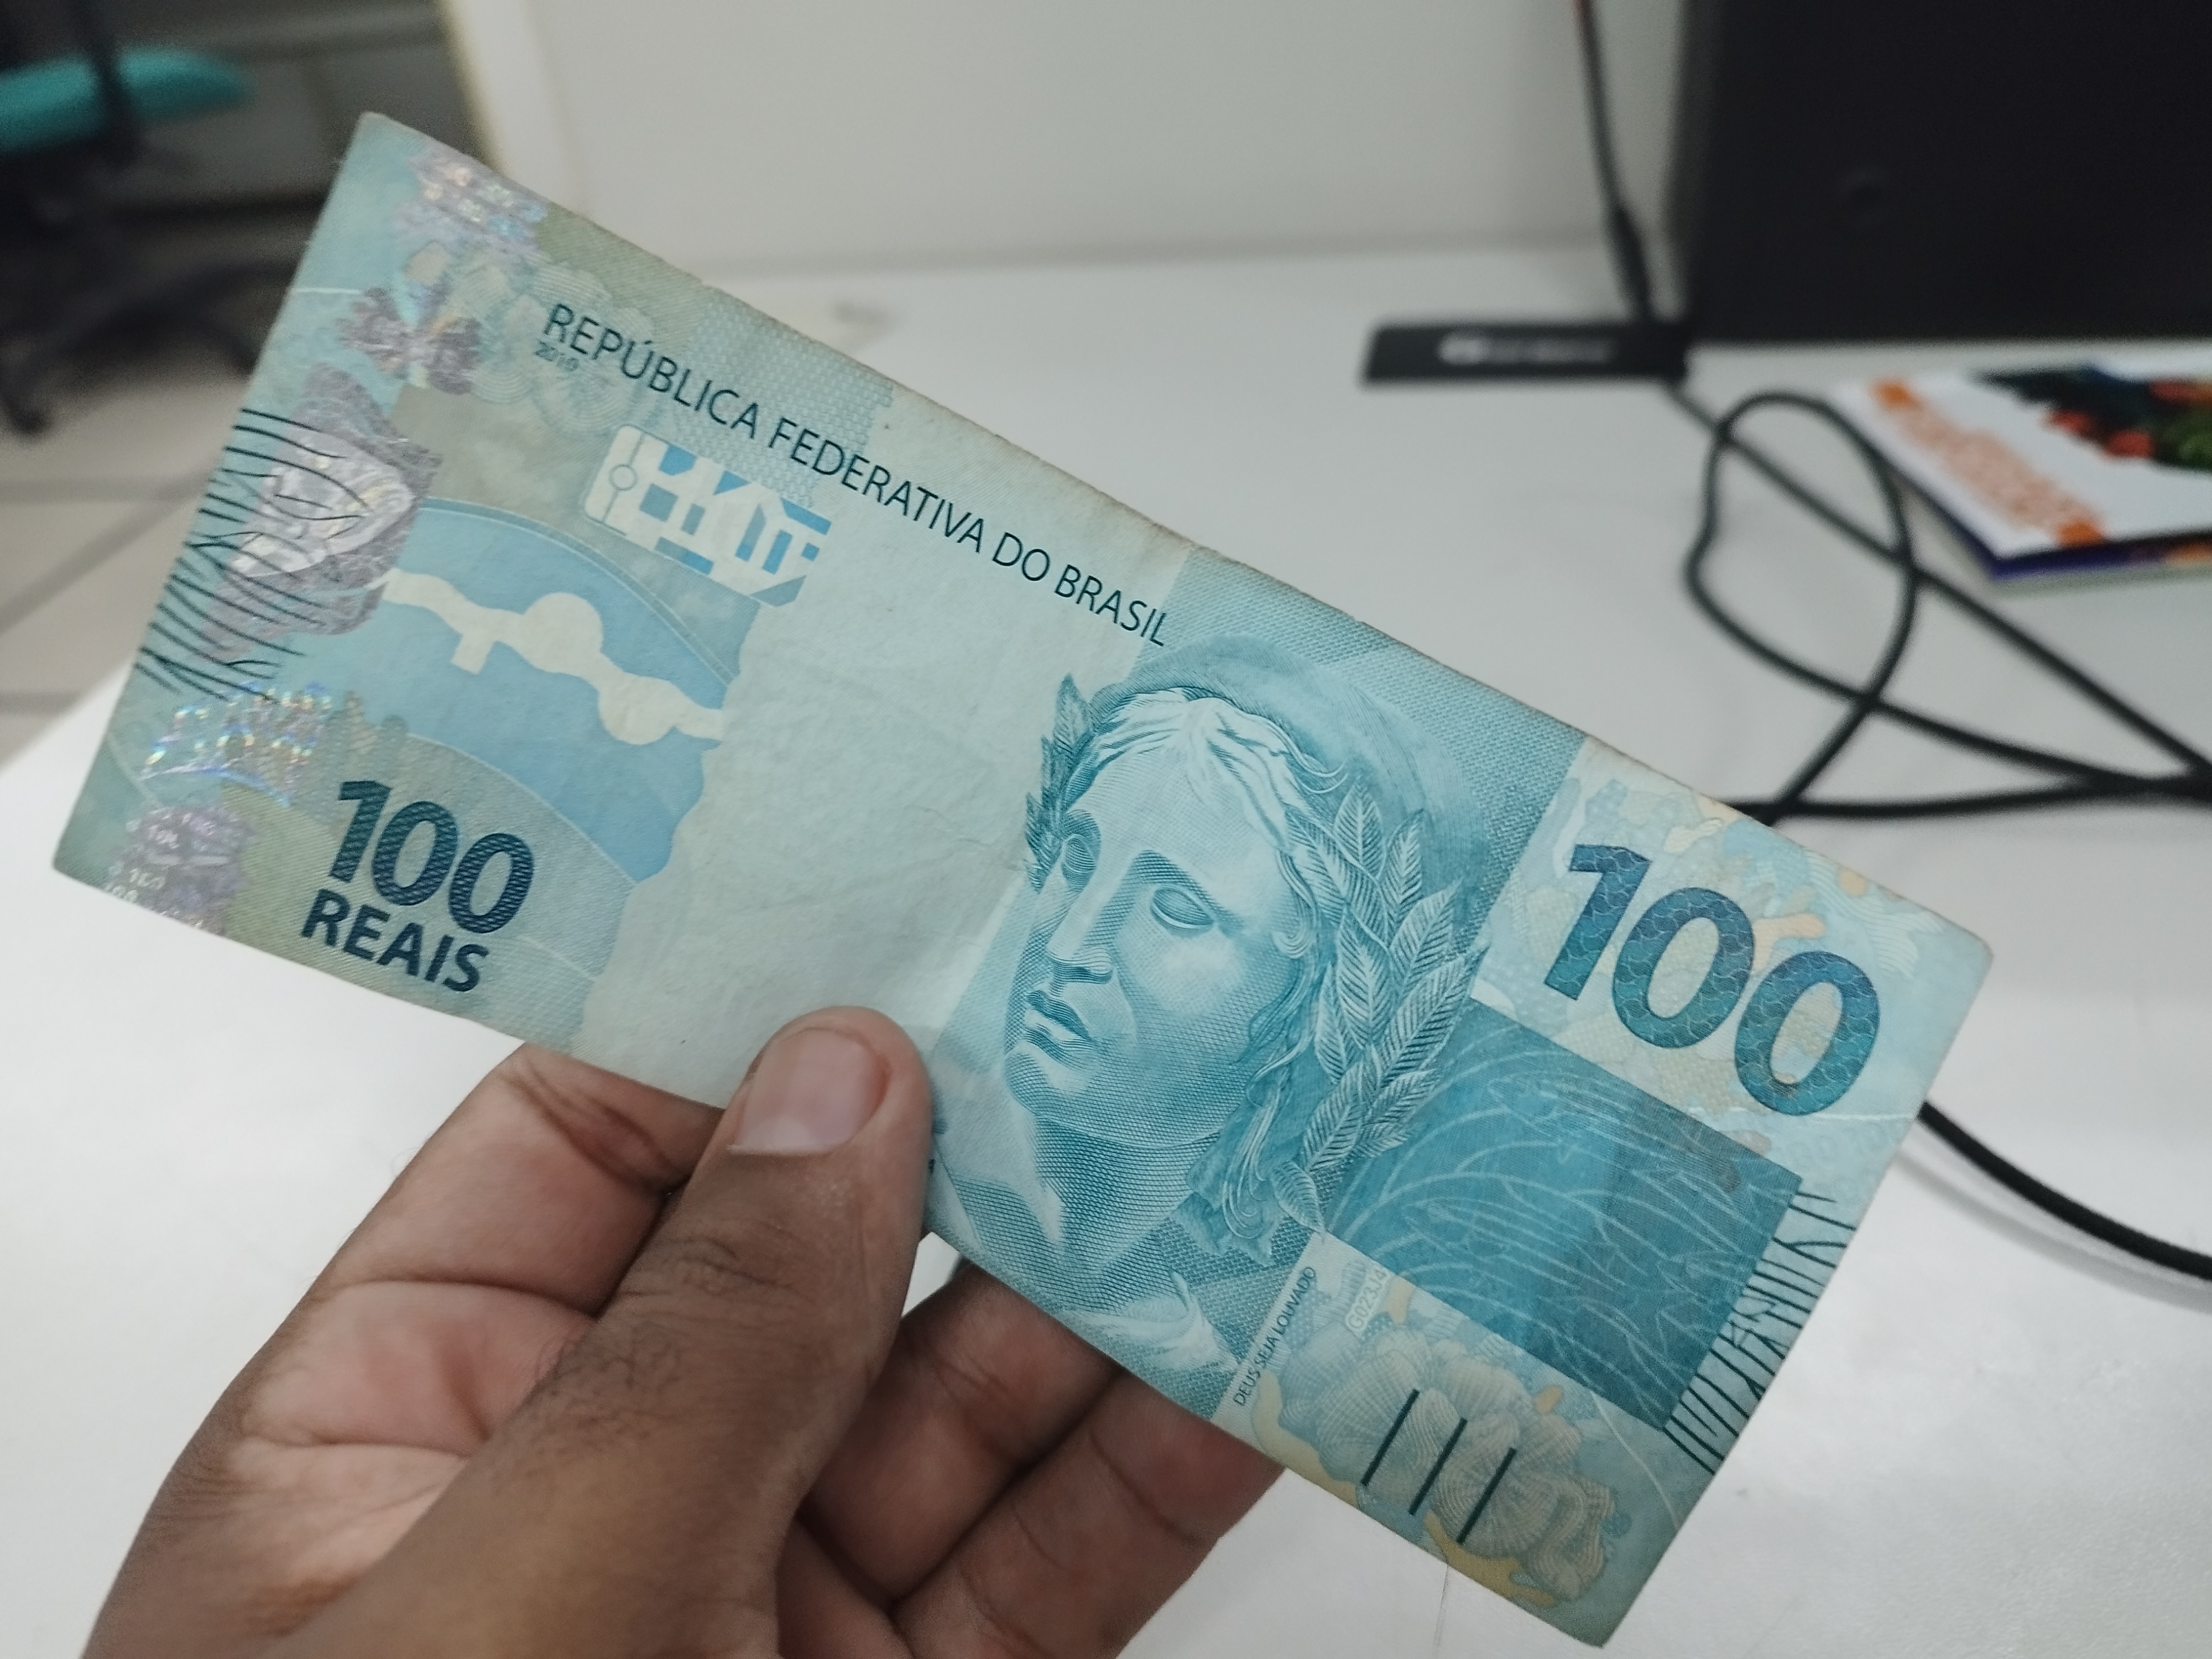 REPÚBLICA FEDERATIVA DO BRASIL
2010
100
REAIS
100
DEUS SEJA LOUVADO